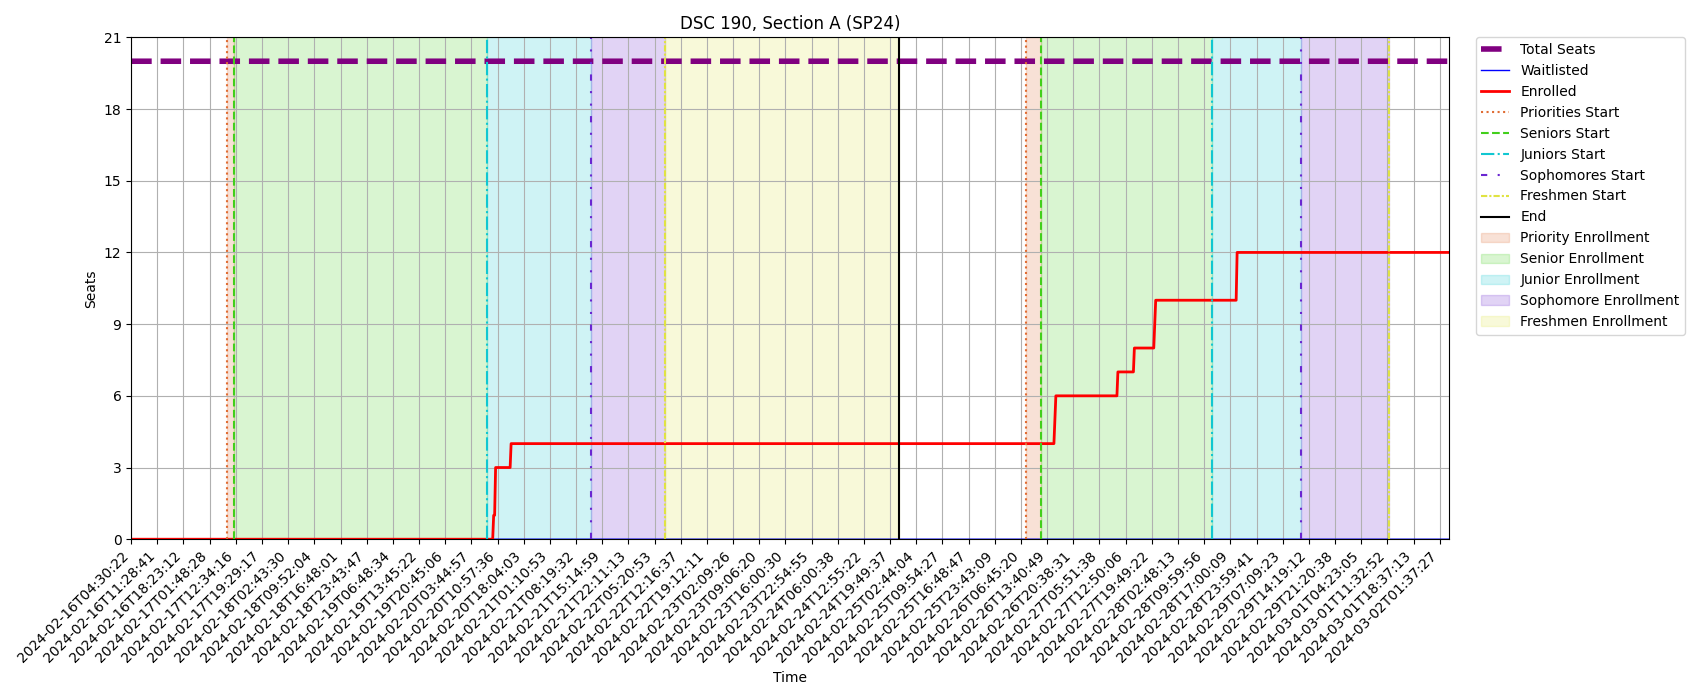 DSC 190, Section A (SP24)
21
18
15
12
9
6
3
0
Seats
2024-02-16T04:30:22
2024-02-16T11:28:41
2024-02-16T18:23:12
2024-02-17T01:48:28
2024-02-17T12:34:16
2024-02-17T19:29:17
2024-02-18T02:43:30
2024-02-18T09:52:04
2024-02-18T16:48:01
2024-02-18T23:43:47
2024-02-19T06:48:34
2024-02-19T13:45:22
2024-02-19T20:45:06
2024-02-20T03:44:57
2024-02-20T10:57:36
2024-02-20T18:04:03
2024-02-21T01:10:53
2024-02-21T08:19:32
2024-02-21T15:14:59
2024-02-21T22:11:13
2024-02-22T05:20:53
2024-02-22T12:16:37
2024-02-22T19:12:11
2024-02-23T02:09:26
2024-02-23T09:06:20
2024-02-23T16:00:30
2024-02-23T22:54:55
2024-02-24T06:00:38
2024-02-24T12:55:22
2024-02-24T19:49:37
2024-02-25T02:44:04
2024-02-25T09:54:27
2024-02-25T16:48:47
2024-02-25T23:43:09
2024-02-26T06:45:20
2024-02-26T13:40:49
2024-02-26T20:38:31
2024-02-27T05:51:38
2024-02-27T12:50:06
2024-02-27T19:49:22
2024-02-28T02:48:13
2024-02-28T09:59:56
2024-02-28T17:00:09
2024-02-28T23:59:41
2024-02-29T07:09:23
2024-02-29T14:19:12
2024-02-29T21:20:38
2024-03-01T04:23:05
2024-03-01T11:32:52
2024-03-01T18:37:13
2024-03-02T01:37:27
Time
Total Seats
Waitlisted
Enrolled
Priorities Start
Seniors Start
Juniors Start
Sophomores Start
Freshmen Start
End
Priority Enrollment
Senior Enrollment
Junior Enrollment
Sophomore Enrollment
Freshmen Enrollment